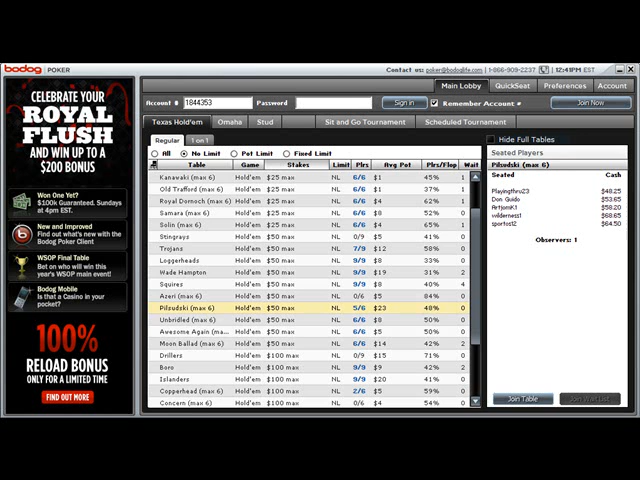 bodog POKER
Contact us: poker@bodoglife.com | 1-866-909-2237 | 12:41PM EST
Main Lobby QuickSeat Preferences Account
Account # 1844353 Password Sign in Remember Account # Join Now
Texas Hold'em Omaha Stud Sit and Go Tournament Scheduled Tournament
Regular 1 on 1
All No Limit Pot Limit Fixed Limit
Table Game Stakes Limit Plrs Avg Pot Plrs/Flop Wait
Kanawaki (max 6) Hold'em $25 max NL 6/6 $1 45% 1
Old Trafford (max 6) Hold'em $25 max NL 6/6 $1 37% 1
Royal Dornoch (max 6) Hold'em $25 max NL 6/6 $4 62% 1
Samara (max 6) Hold'em $25 max NL 6/6 $8 52% 0
Solin (max 6) Hold'em $25 max NL 6/6 $4 65% 1
Stingrays Hold'em $50 max NL 0/9 $5 41% 0
Trojans Hold'em $50 max NL 7/9 $12 58% 0
Loggerheads Hold'em $50 max NL 9/9 $8 33% 0
Wade Hampton Hold'em $50 max NL 9/9 $19 31% 2
Squires Hold'em $50 max NL 9/9 $8 40% 4
Azeri (max 6) Hold'em $50 max NL 0/6 $5 84% 0
Pilsudski (max 6) Hold'em $50 max NL 5/6 $23 48% 0
Unbridled (max 6) Hold'em $50 max NL 6/6 $8 50% 0
Awesome Again (ma... Hold'em $50 max NL 6/6 $5 50% 0
Moon Ballad (max 6) Hold'em $50 max NL 6/6 $14 42% 2
Drillers Hold'em $100 max NL 0/9 $15 71% 0
Boro Hold'em $100 max NL 9/9 $9 42% 2
Islanders Hold'em $100 max NL 9/9 $20 41% 0
Copperhead (max 6) Hold'em $100 max NL 2/6 $5 59% 0
Concern (max 6) Hold'em $100 max NL 0/6 $4 54% 0
Hide Full Tables
Seated Players
Pilsudski (max 6)
Seated Cash
Playingthru23 $48.25
Don Guido $53.65
ArtjomK1 $58.20
wilderness1 $68.65
sportos12 $64.50
Observers: 1
Join Table Join Wait List
CELEBRATE YOUR
ROYAL
FLUSH
AND WIN UP TO A
$200 BONUS
Won One Yet?
$100k Guaranteed. Sundays
at 4pm EST.
New and Improved
Find out what's new with the
Bodog Poker Client
WSOP Final Table
Bet on who will win this
year's WSOP main event!
Bodog Mobile
Is that a Casino in your
pocket?
100%
RELOAD BONUS
ONLY FOR A LIMITED TIME
FIND OUT MORE